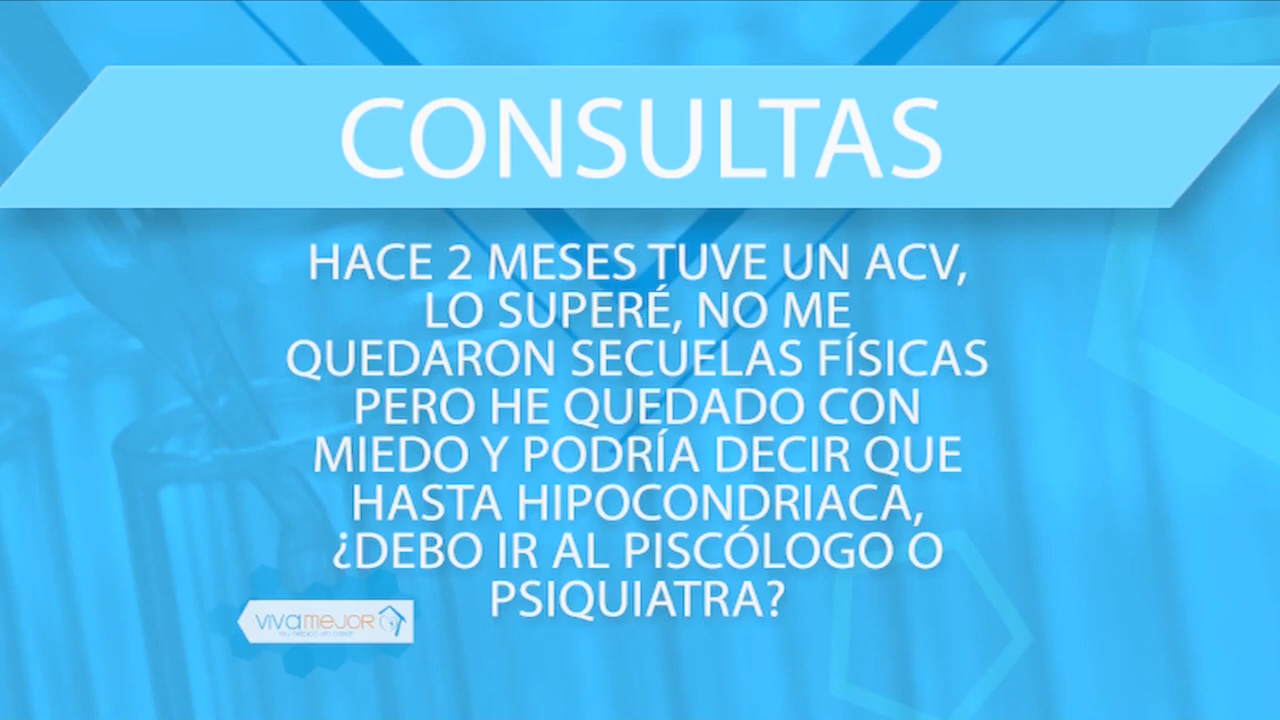 CONSULTAS
HACE 2 MESES TUVE UN ACV,
LO SUPERÉ, NO ME
QUEDARON SECUELAS FÍSICAS
PERO HE QUEDADO CON
MIEDO Y PODRÍA DECIR QUE
HASTA HIPOCONDRIACA,
¿DEBO IR AL PISCÓLOGO O
PSIQUIATRA?
VIVAMEJOR